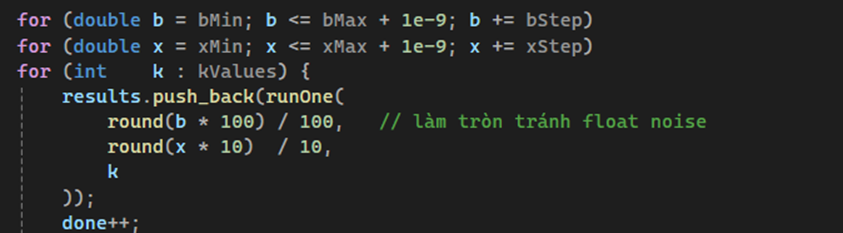 for (double b = bMin; b <= bMax + 1e-9; b += bStep)
for (double x = xMin; x <= xMax + 1e-9; x += xStep)
for (int    k : kValues) {
    results.push_back(runOne(
        round(b * 100) / 100,   // làm tròn tránh float noise
        round(x * 10)  / 10,
        k
    ));
    done++;